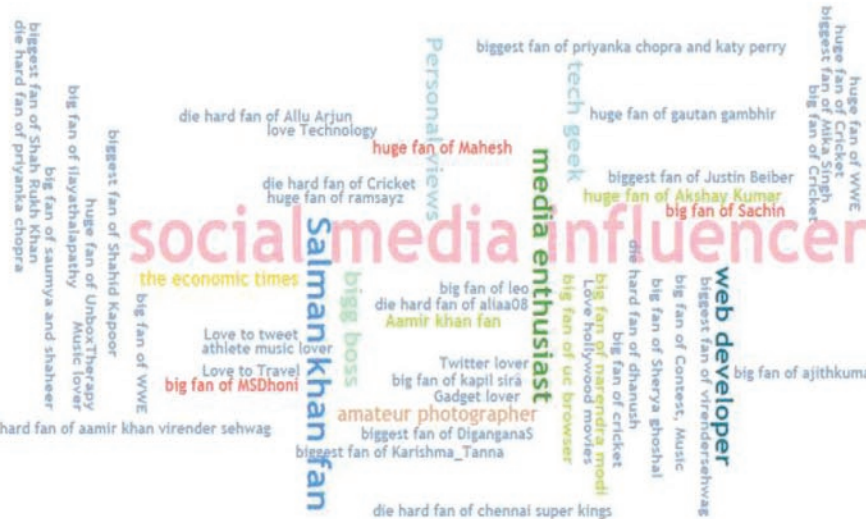 die hard fan of priyanka chopra
biggest fan of Shah Rukh Khan
big fan of saumya and shaheer
big fan of ilayathalapathy
huge fan of UnboxTherapy
Music lover
biggest fan of Shahid Kapoor
big fan of WWE
die hard fan of Allu Arjun
love Technology
huge fan of Mahesh
die hard fan of Cricket
huge fan of ramsayz
Personal views
biggest fan of priyanka chopra and katy perry
tech geek
huge fan of gautan gambhir
biggest fan of Justin Beiber
huge fan of Akshay Kumar
big fan of Sachin
big fan of Cricket
biggest fan of Mika Singh
huge fan of Cricket
huge fan of WWE
social media influencer
the economic times
Salman khan fan
bigg boss
media enthusiast
big fan of leo
die hard fan of aliaa08
Aamir khan fan
Love to tweet
athlete music lover
Love to Travel
big fan of MSDhoni
Twitter lover
big fan of kapil sira
Gadget lover
amateur photographer
biggest fan of DiganganaS
biggest fan of Karishma_Tanna
hard fan of aamir khan virender sehwag
die hard fan of chennai super kings
big fan of uc browser
big fan of narendra modi
Love hollywood movies
big fan of cricket
die hard fan of dhanush
big fan of Sherya ghoshal
big fan of Contest, Music
biggest fan of virendersehwag
web developer
big fan of ajithkuma